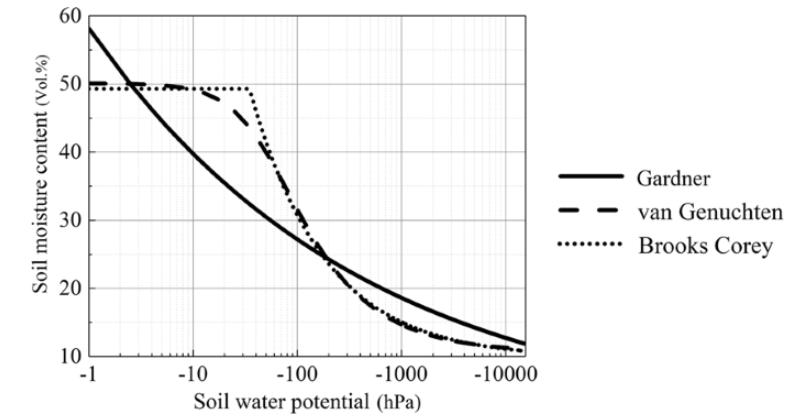 60
50
40
30
20
10
Soil moisture content (Vol.%)
-1 -10 -100 -1000 -10000
Soil water potential (hPa)
Gardner
van Genuchten
Brooks Corey